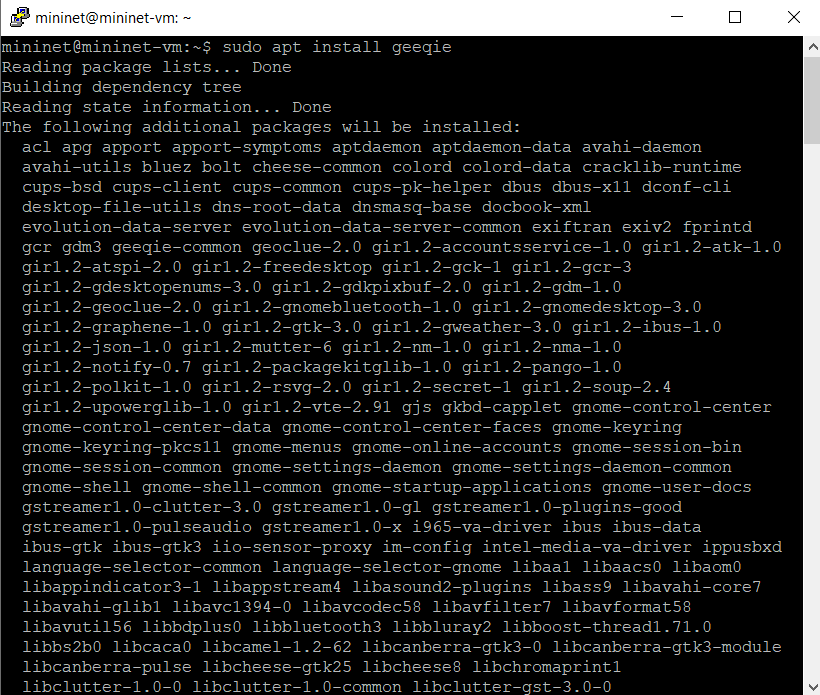 mininet@mininet-vm: ~
mininet@mininet-vm:~$ sudo apt install geeqie
Reading package lists... Done
Building dependency tree
Reading state information... Done
The following additional packages will be installed:
  acl apg apport apport-symptoms aptdaemon aptdaemon-data avahi-daemon
  avahi-utils bluez bolt cheese-common colord colord-data cracklib-runtime
  cups-bsd cups-client cups-common cups-pk-helper dbus dbus-x11 dconf-cli
  desktop-file-utils dns-root-data dnsmasq-base docbook-xml
  evolution-data-server evolution-data-server-common exiftran exiv2 fprintd
  gcr gdm3 geeqie-common geoclue-2.0 gir1.2-accountsservice-1.0 gir1.2-atk-1.0
  gir1.2-atspi-2.0 gir1.2-freedesktop gir1.2-gck-1 gir1.2-gcr-3
  gir1.2-gdesktopenums-3.0 gir1.2-gdkpixbuf-2.0 gir1.2-gdm-1.0
  gir1.2-geoclue-2.0 gir1.2-gnomebluetooth-1.0 gir1.2-gnomedesktop-3.0
  gir1.2-graphene-1.0 gir1.2-gtk-3.0 gir1.2-gweather-3.0 gir1.2-ibus-1.0
  gir1.2-json-1.0 gir1.2-mutter-6 gir1.2-nm-1.0 gir1.2-nma-1.0
  gir1.2-notify-0.7 gir1.2-packagekitglib-1.0 gir1.2-pango-1.0
  gir1.2-polkit-1.0 gir1.2-rsvg-2.0 gir1.2-secret-1 gir1.2-soup-2.4
  gir1.2-upowerglib-1.0 gir1.2-vte-2.91 gjs gkbd-capplet gnome-control-center
  gnome-control-center-data gnome-control-center-faces gnome-keyring
  gnome-keyring-pkcs11 gnome-menus gnome-online-accounts gnome-session-bin
  gnome-session-common gnome-settings-daemon gnome-settings-daemon-common
  gnome-shell gnome-shell-common gnome-startup-applications gnome-user-docs
  gstreamer1.0-clutter-3.0 gstreamer1.0-gl gstreamer1.0-plugins-good
  gstreamer1.0-pulseaudio gstreamer1.0-x i965-va-driver ibus ibus-data
  ibus-gtk ibus-gtk3 iio-sensor-proxy im-config intel-media-va-driver ippusbxd
  language-selector-common language-selector-gnome libaa1 libaacs0 libaom0
  libappindicator3-1 libappstream4 libasound2-plugins libass9 libavahi-core7
  libavahi-glib1 libavc1394-0 libavcodec58 libavfilter7 libavformat58
  libavutil56 libbdplus0 libbluetooth3 libbluray2 libboost-thread1.71.0
  libbs2b0 libcaca0 libcamel-1.2-62 libcanberra-gtk3-0 libcanberra-gtk3-module
  libcanberra-pulse libcheese-gtk25 libcheese8 libchromaprint1
  libclutter-1.0-0 libclutter-1.0-common libclutter-gst-3.0-0